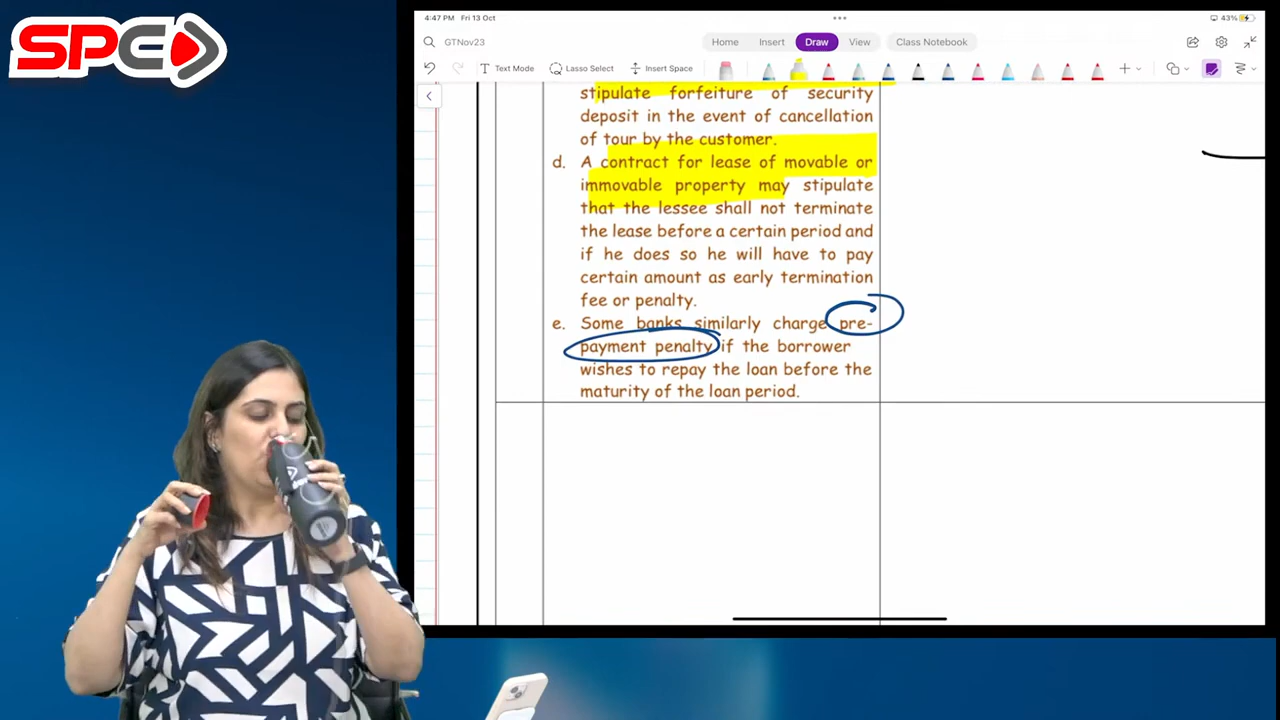 SPC
4:47 PM Fri 13 Oct
43%
GTNov23
Home Insert Draw View Class Notebook
Text Mode Lasso Select Insert Space
stipulate forfeiture of security
deposit in the event of cancellation
of tour by the customer.
d. A contract for lease of movable or
immovable property may stipulate
that the lessee shall not terminate
the lease before a certain period and
if he does so he will have to pay
certain amount as early termination
fee or penalty.
e. Some banks similarly charge pre-
payment penalty if the borrower
wishes to repay the loan before the
maturity of the loan period.